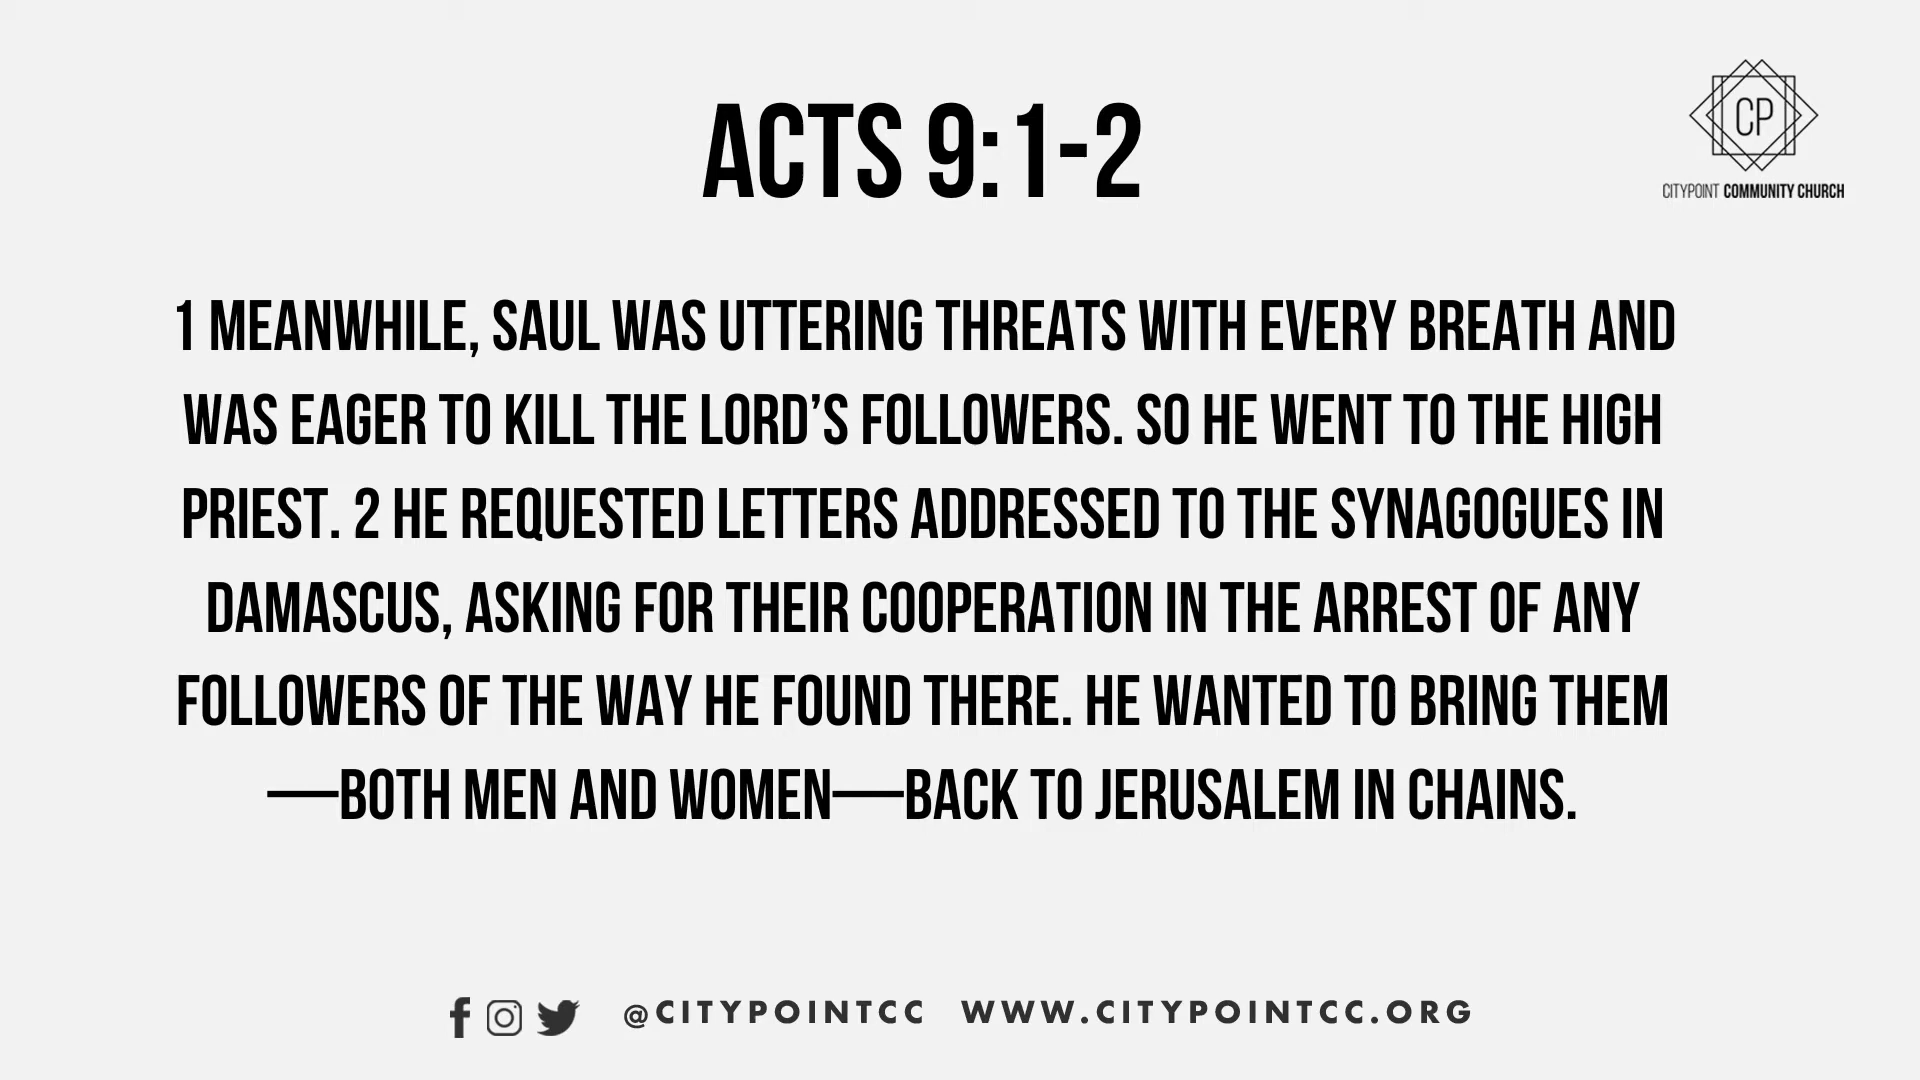 ACTS 9:1-2
CP
CITYPOINT COMMUNITY CHURCH
1 MEANWHILE, SAUL WAS UTTERING THREATS WITH EVERY BREATH AND
WAS EAGER TO KILL THE LORD’S FOLLOWERS. SO HE WENT TO THE HIGH
PRIEST. 2 HE REQUESTED LETTERS ADDRESSED TO THE SYNAGOGUES IN
DAMASCUS, ASKING FOR THEIR COOPERATION IN THE ARREST OF ANY
FOLLOWERS OF THE WAY HE FOUND THERE. HE WANTED TO BRING THEM
—BOTH MEN AND WOMEN—BACK TO JERUSALEM IN CHAINS.
@CITYPOINTCC WWW.CITYPOINTCC.ORG